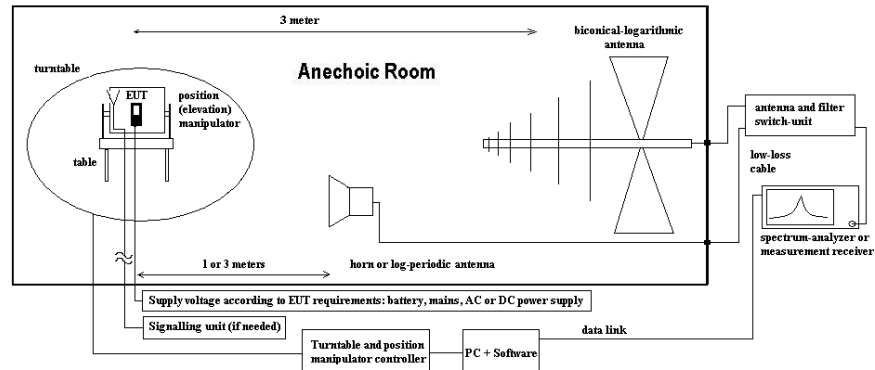 3 meter
biconical-logarithmic
antenna
turntable
Anechoic Room
EUT
position
(elevation)
manipulator
antenna and filter
switch-unit
table
low-loss
cable
spectrum-analyzer or
measurement receiver
1 or 3 meters
horn or log-periodic antenna
Supply voltage according to EUT requirements: battery, mains, AC or DC power supply
Signalling unit (if needed)
data link
Turntable and position
manipulator controller
PC + Software